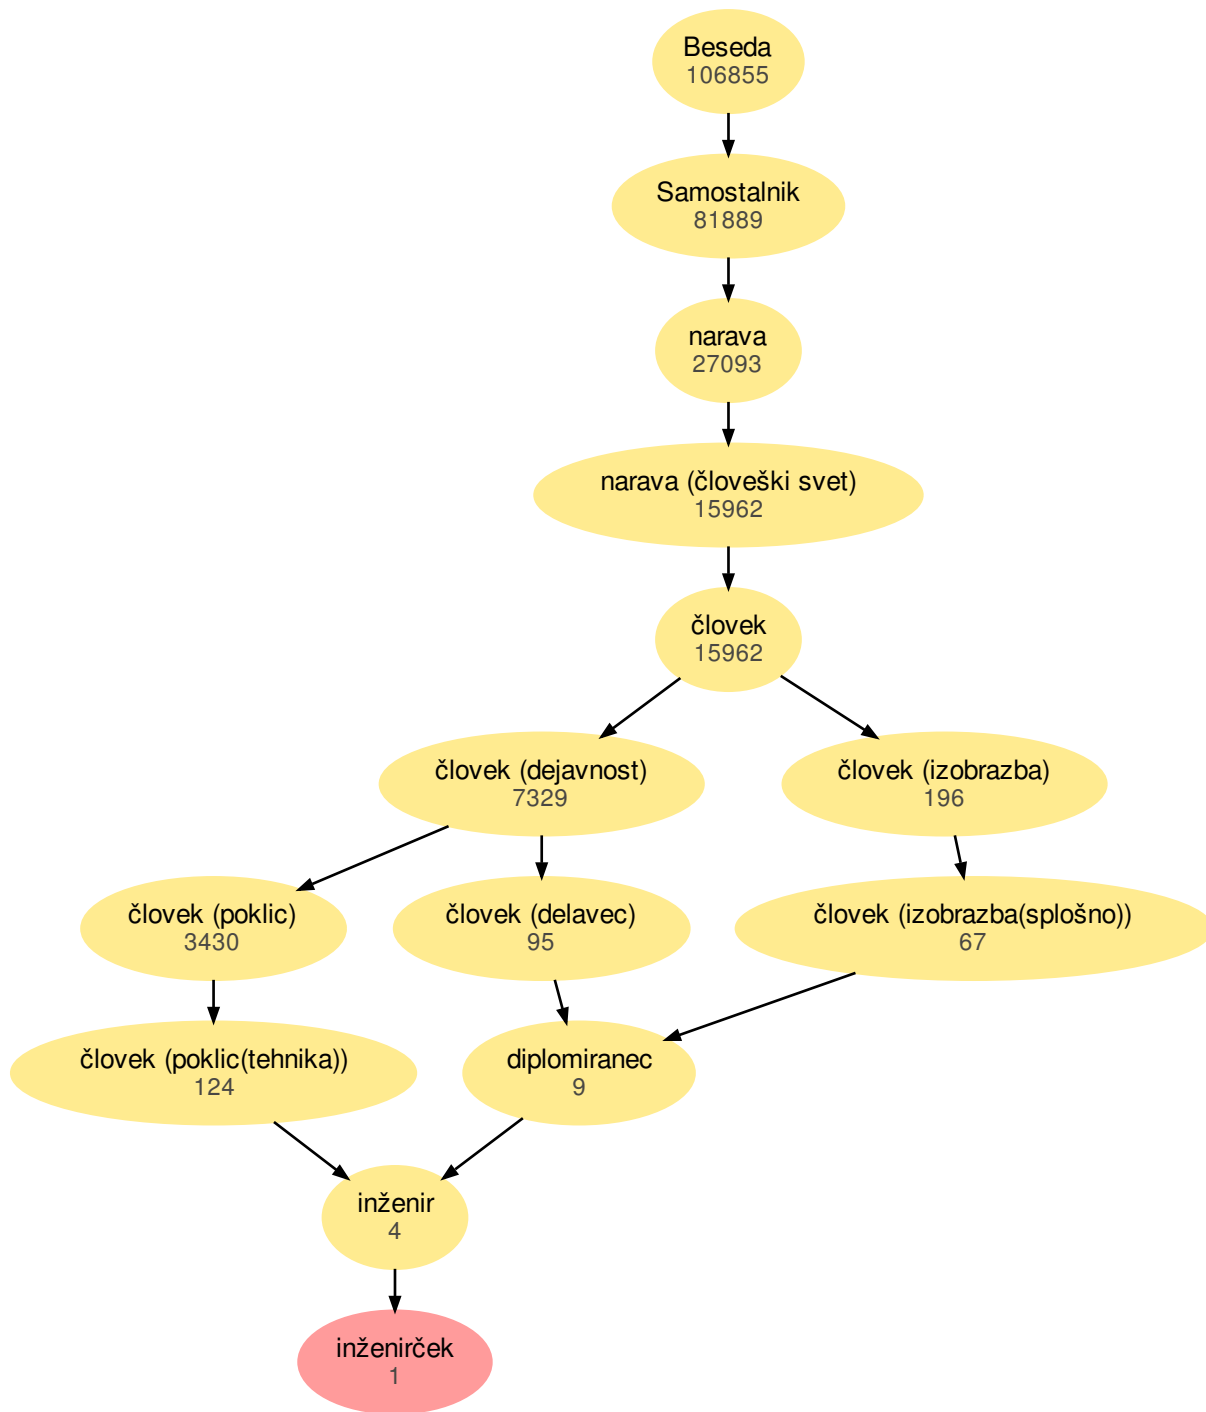 Beseda
106855
Samostalnik
81889
narava
27093
narava (človeški svet)
15962
človek
15962
človek (dejavnost)
7329
človek (izobrazba)
196
človek (poklic)
3430
človek (delavec)
95
človek (izobrazba(splošno))
67
človek (poklic(tehnika))
124
diplomiranec
9
inženir
4
inženirček
1